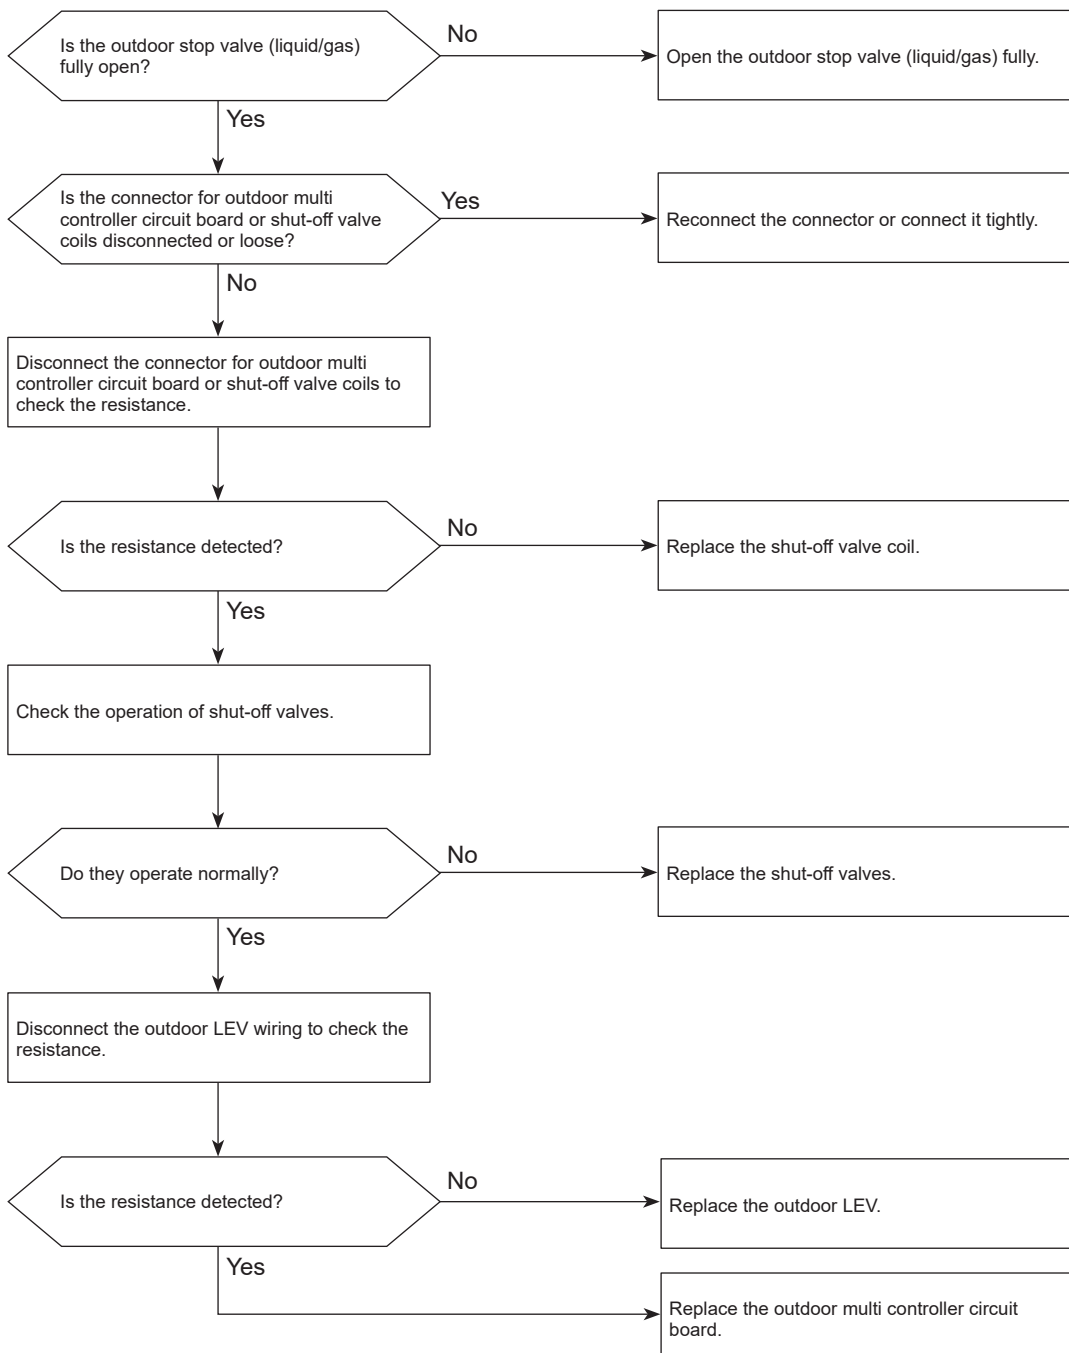 Is the outdoor stop valve (liquid/gas)
fully open?
No
Open the outdoor stop valve (liquid/gas) fully.
Yes
Is the connector for outdoor multi
controller circuit board or shut-off valve
coils disconnected or loose?
Yes
Reconnect the connector or connect it tightly.
No
Disconnect the connector for outdoor multi
controller circuit board or shut-off valve coils to
check the resistance.
Is the resistance detected?
No
Replace the shut-off valve coil.
Yes
Check the operation of shut-off valves.
Do they operate normally?
No
Replace the shut-off valves.
Yes
Disconnect the outdoor LEV wiring to check the
resistance.
Is the resistance detected?
No
Replace the outdoor LEV.
Yes
Replace the outdoor multi controller circuit
board.